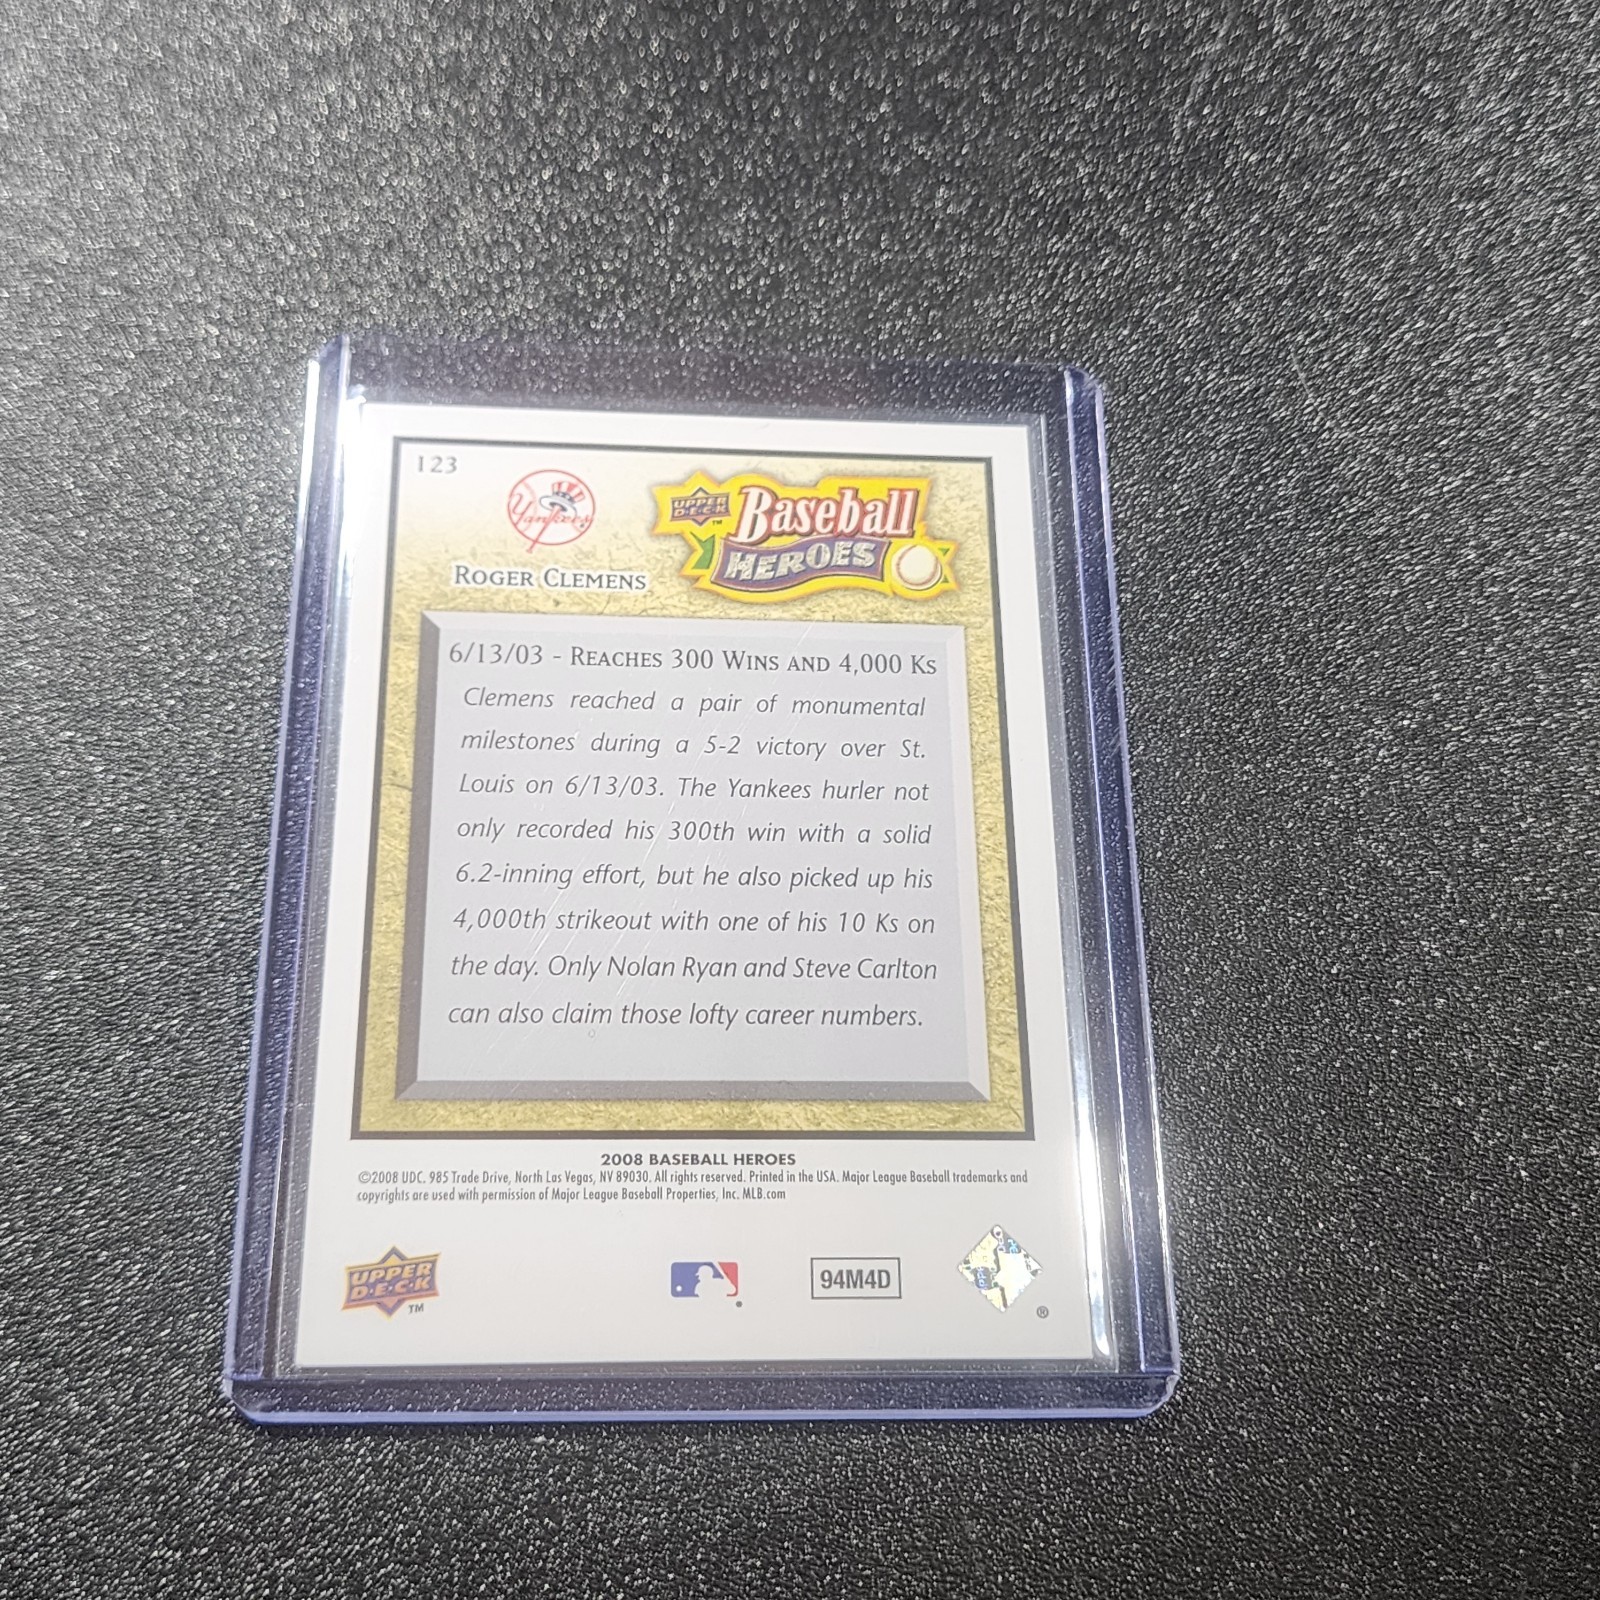 123
Yankees
UPPER DECK™
Baseball
HEROES
ROGER CLEMENS
6/13/03 - REACHES 300 WINS AND 4,000 KS
Clemens reached a pair of monumental
milestones during a 5-2 victory over St.
Louis on 6/13/03. The Yankees hurler not
only recorded his 300th win with a solid
6.2-inning effort, but he also picked up his
4,000th strikeout with one of his 10 Ks on
the day. Only Nolan Ryan and Steve Carlton
can also claim those lofty career numbers.
2008 BASEBALL HEROES
©2008 UDC. 985 Trade Drive, North Las Vegas, NV 89030. All rights reserved. Printed in the USA. Major League Baseball trademarks and
copyrights are used with permission of Major League Baseball Properties, Inc. MLB.com
UPPER
D·E·C·K
™
94M4D
®